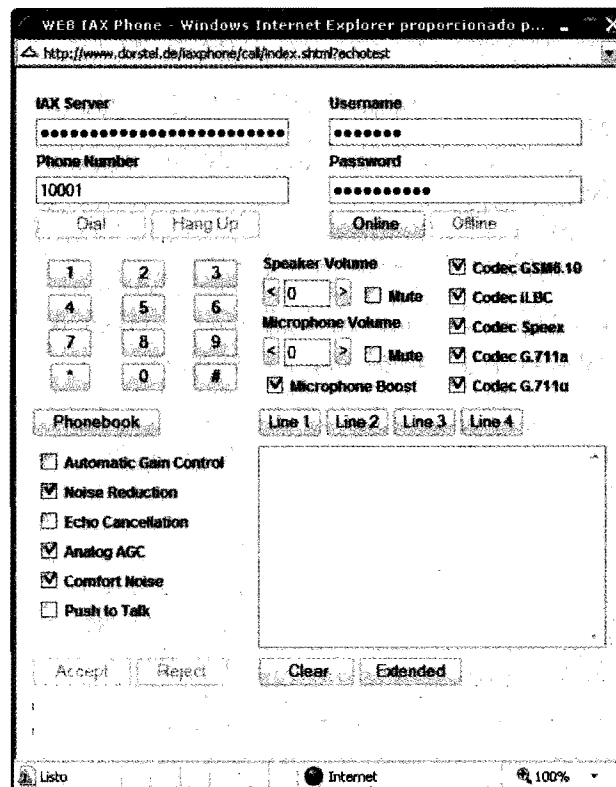 WEB IAX Phone - Windows Internet Explorer proporcionado p...
http://www.dorstel.de/iaxphone/call/index.shtml?echotest
IAX Server Username
•••••••••••••••••••••••••• •••••••
Phone Number Password
10001 ••••••••••
Dial Hang Up Online Offline
1 2 3 Speaker Volume Codec GSM6.10
< 0 > Mute Codec iLBC
4 5 6 Microphone Volume Codec Speex
7 8 9 < 0 > Mute Codec G.711a
* 0 # Microphone Boost Codec G.711u
Phonebook Line 1 Line 2 Line 3 Line 4
Automatic Gain Control
Noise Reduction
Echo Cancellation
Analog AGC
Comfort Noise
Push to Talk
Accept Reject Clear Extended
Listo Internet 100%